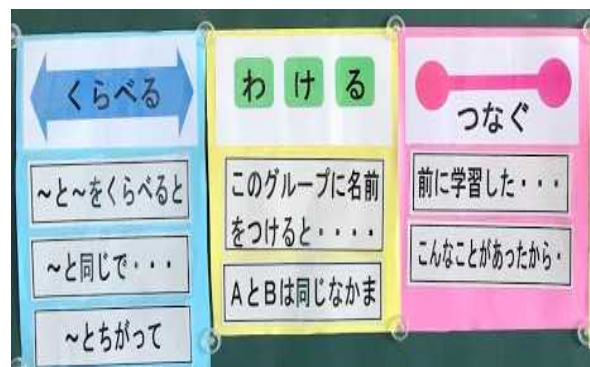 くらべる
～と～をくらべると
～と同じで・・・
～とちがって
わける
このグループに名前
をつけると・・・・
AとBは同じなかま
つなぐ
前に学習した・・・
こんなことがあったから・